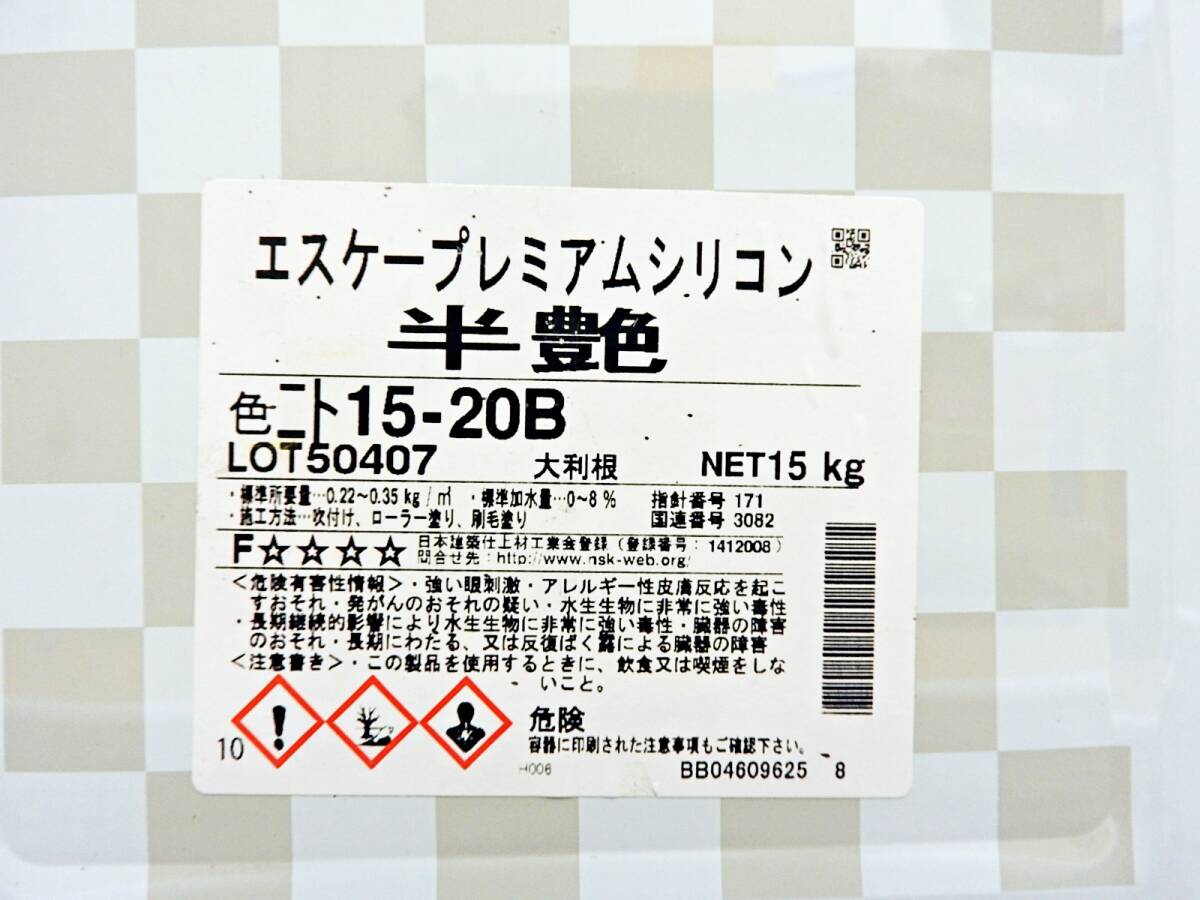 エスケープレミアムシリコン
半艶
色ニト15-20B
LOT50407 大利根 NET15 kg
・標準所要量…0.22～0.35 kg／㎡ ・標準加水量…0～8 % 指針番号 171
・施工方法…吹付け、ローラー塗り、刷毛塗り 国連番号 3082
F☆☆☆☆ 日本建築仕上材工業会登録（登録番号：1412008）
問合せ先：http://www.nsk-web.org/
＜危険有害性情報＞・強い眼刺激・アレルギー性皮膚反応を起こ
すおそれ・発がんのおそれの疑い・水生生物に非常に強い毒性
・長期継続的影響により水生生物に非常に強い毒性・臓器の障害
のおそれ・長期にわたる、又は反復ばく露による臓器の障害
＜注意書き＞・この製品を使用するときに、飲食又は喫煙をしな
いこと。
危険
10 容器に印刷された注意事項もご確認下さい。
H006 BB04609625 8